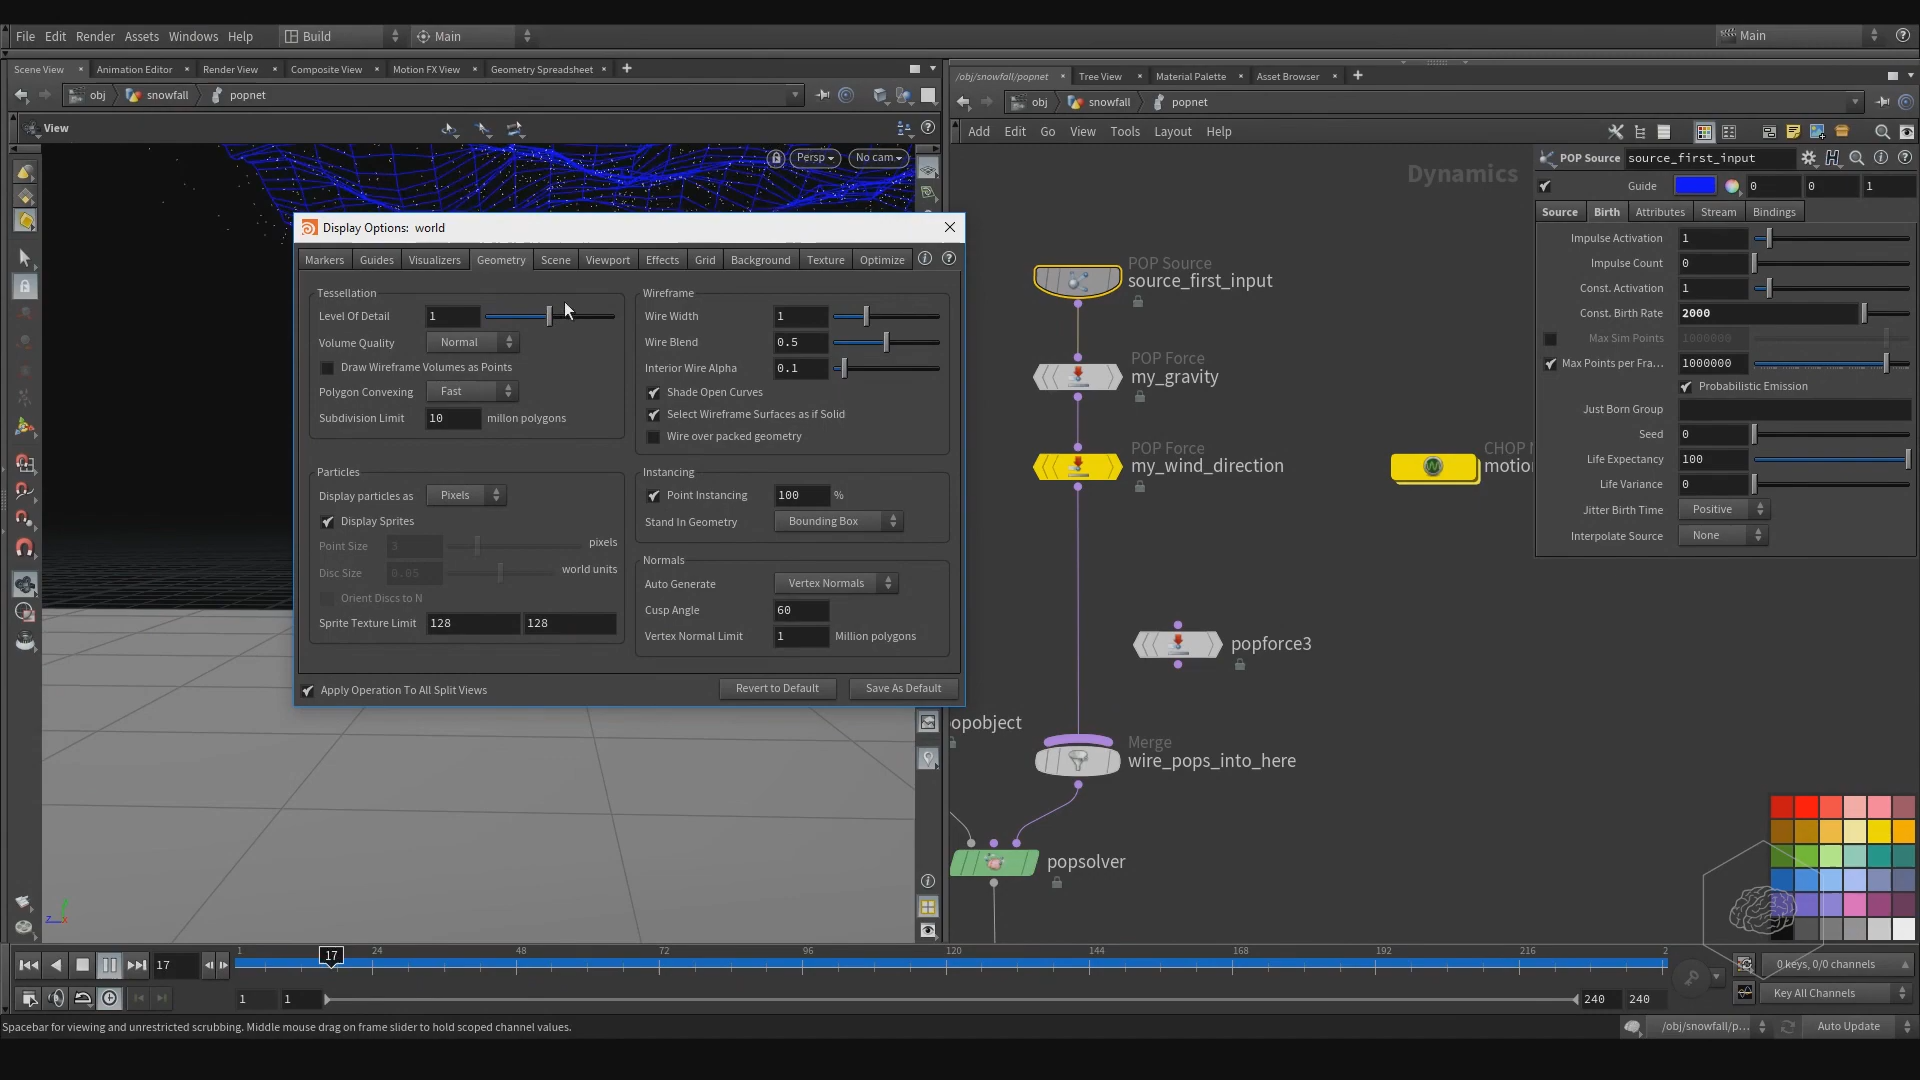 File Edit Render Assets Windows Help Build Main Main
Scene View Animation Editor Render View Composite View Motion FX View Geometry Spreadsheet
/obj/snowfall/popnet Tree View Material Palette Asset Browser
obj snowfall popnet
obj snowfall popnet
View
Add Edit Go View Tools Layout Help
Persp No cam
Dynamics
POP Source source_first_input
Guide 0 0 1
Source Birth Attributes Stream Bindings
Impulse Activation 1
Impulse Count 0
Const. Activation 1
Const. Birth Rate 2000
Max Sim Points 1000000
Max Points per Fra... 1000000
Probabilistic Emission
Just Born Group
Seed 0
Life Expectancy 100
Life Variance 0
Jitter Birth Time Positive
Interpolate Source None
Display Options: world
Markers Guides Visualizers Geometry Scene Viewport Effects Grid Background Texture Optimize
Tessellation
Level Of Detail 1
Volume Quality Normal
Draw Wireframe Volumes as Points
Polygon Convexing Fast
Subdivision Limit 10 millon polygons
Particles
Display particles as Pixels
Display Sprites
Point Size 3 pixels
Disc Size 0.05 world units
Orient Discs to N
Sprite Texture Limit 128 128
Wireframe
Wire Width 1
Wire Blend 0.5
Interior Wire Alpha 0.1
Shade Open Curves
Select Wireframe Surfaces as if Solid
Wire over packed geometry
Instancing
Point Instancing 100 %
Stand In Geometry Bounding Box
Normals
Auto Generate Vertex Normals
Cusp Angle 60
Vertex Normal Limit 1 Million polygons
Apply Operation To All Split Views Revert to Default Save As Default
POP Source
source_first_input
POP Force
my_gravity
POP Force
my_wind_direction
CHOP
motio
popforce3
opobject
Merge
wire_pops_into_here
popsolver
z x
1 24 48 72 96 120 144 168 192 216 2
17
17
0 keys, 0/0 channels
1 1 240 240
Key All Channels
Spacebar for viewing and unrestricted scrubbing. Middle mouse drag on frame slider to hold scoped channel values.
/obj/snowfall/p... Auto Update